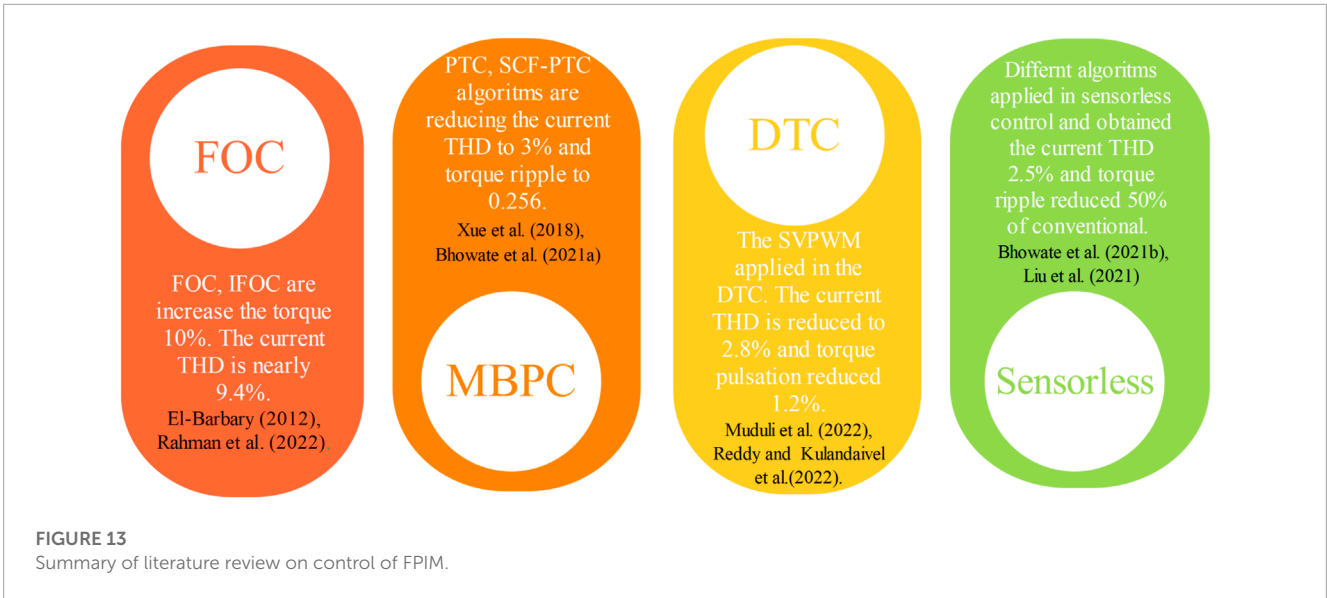 FOC
FOC, IFOC are
increase the torque
10%. The current
THD is nearly
9.4%.
El-Barbary (2012),
Rahman et al. (2022).
PTC, SCF-PTC
algoritms are
reducing the current
THD to 3% and
torque ripple to
0.256.
Xue et al. (2018),
Bhowate et al. (2021a)
MBPC
DTC
The SVPWM
applied in the
DTC. The current
THD is reduced to
2.8% and torque
pulsation reduced
1.2%.
Muduli et al. (2022),
Reddy and Kulandaivel
et al.(2022).
Differnt algoritms
applied in sensorless
control and obtained
the current THD
2.5% and torque
ripple reduced 50%
of conventional.
Bhowate et al. (2021b),
Liu et al. (2021)
Sensorless
FIGURE 13
Summary of literature review on control of FPIM.